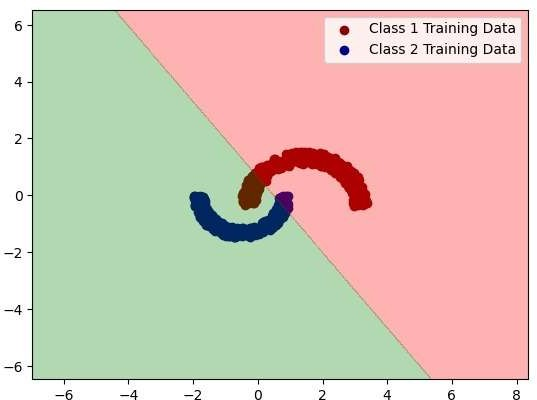 Class 1 Training Data
Class 2 Training Data
6
4
2
0
−2
−4
−6
−6 −4 −2 0 2 4 6 8